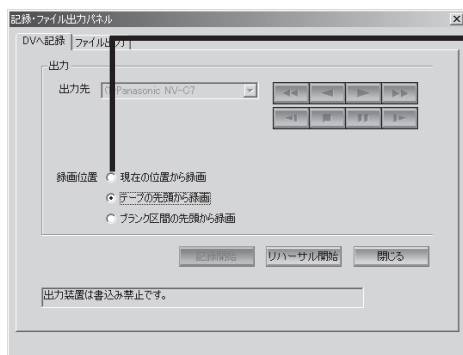 記録・ファイル出力パネル
DVへ記録 ファイル出力
出力
出力先 Panasonic NV-C7
録画位置 現在の位置から録画
テープの先頭から録画
ブランク区間の先頭から録画
記録開始 リハーサル開始 閉じる
出力装置は書込み禁止です。